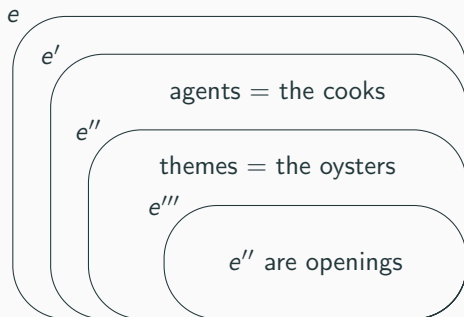 e
e′
agents = the cooks
e″
themes = the oysters
e‴
e″ are openings